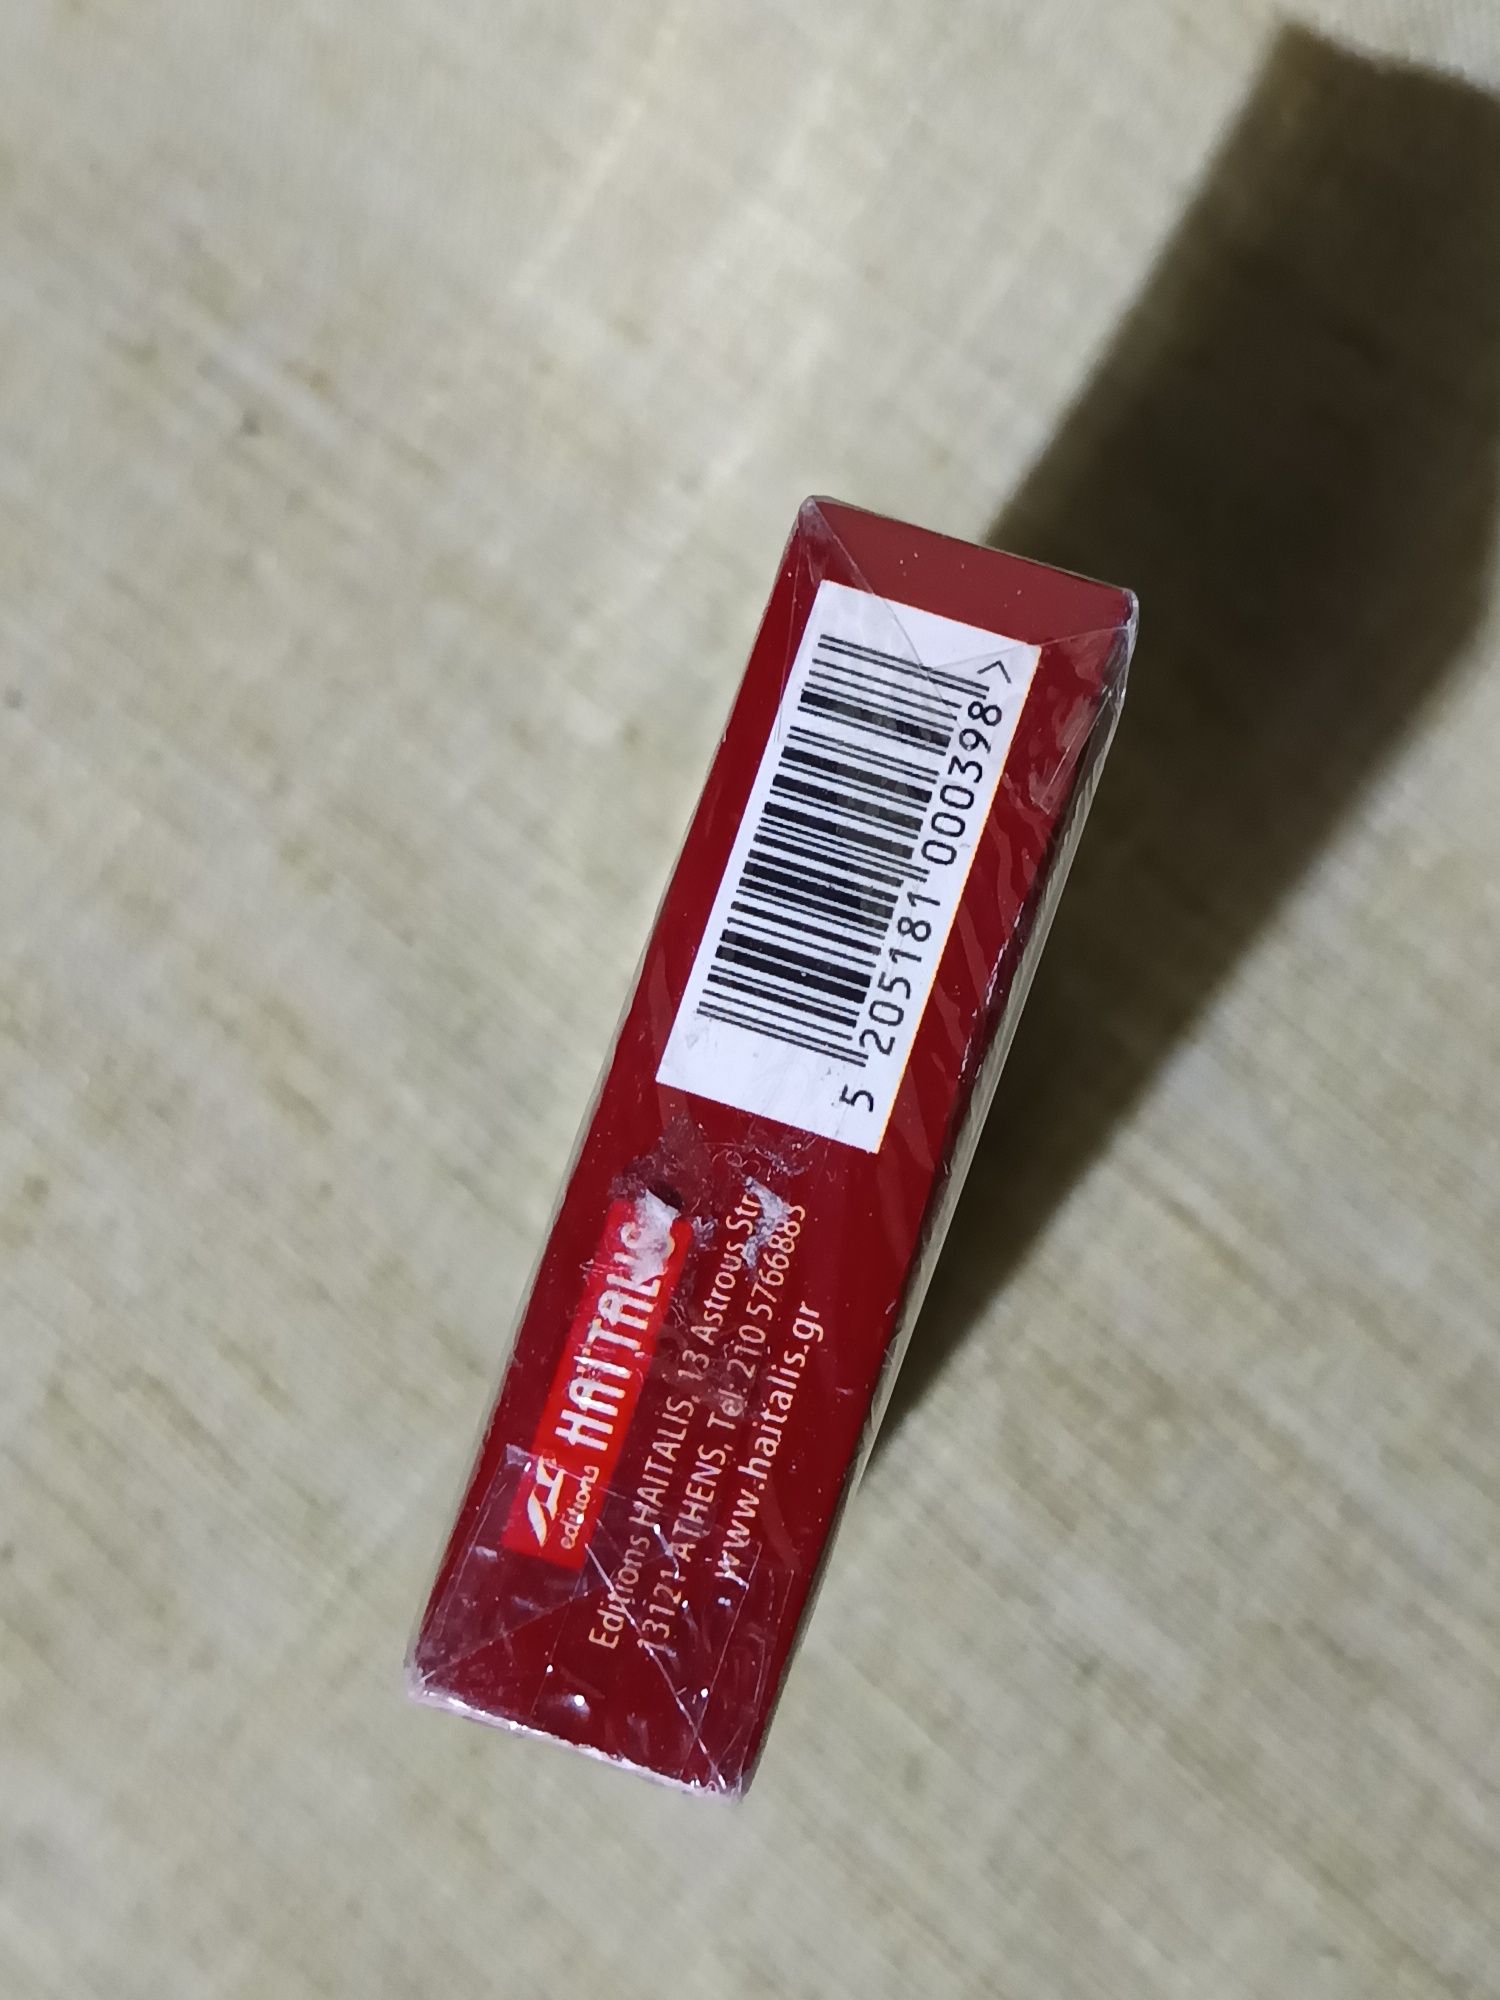 5 205181 000398 >
HAITALIS
editions
Editions HAITALIS, 13 Astrous Str
13121 ATHENS, Tel: 210 5766883
www.haitalis.gr